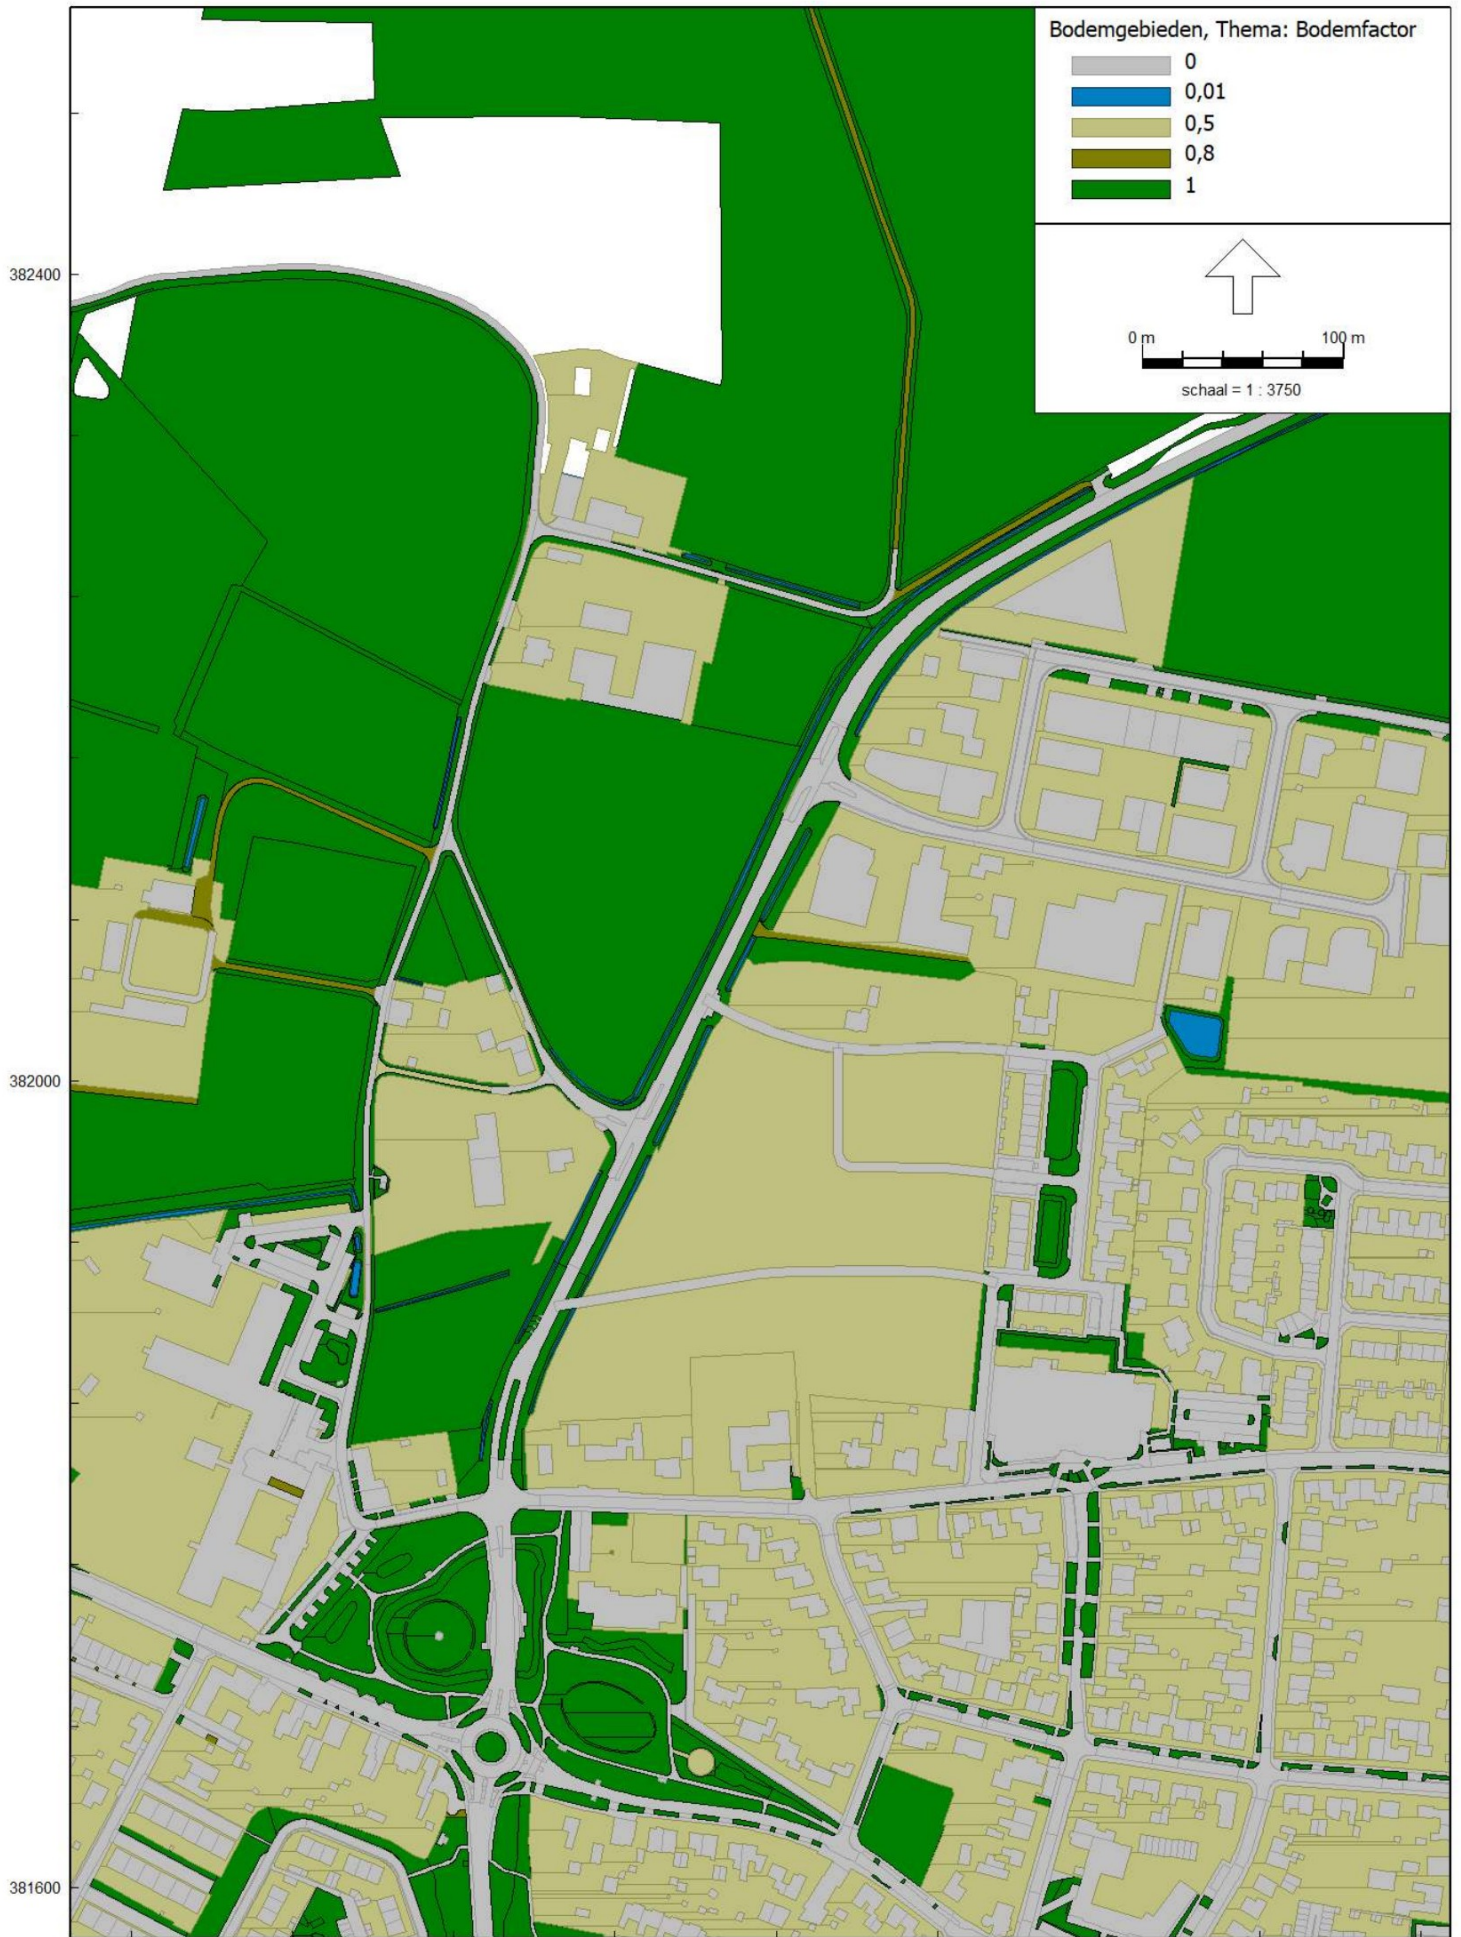 Bodemgebieden, Thema: Bodemfactor
0
0,01
0,5
0,8
1
0 m 100 m
schaal = 1 : 3750
382400
382000
381600